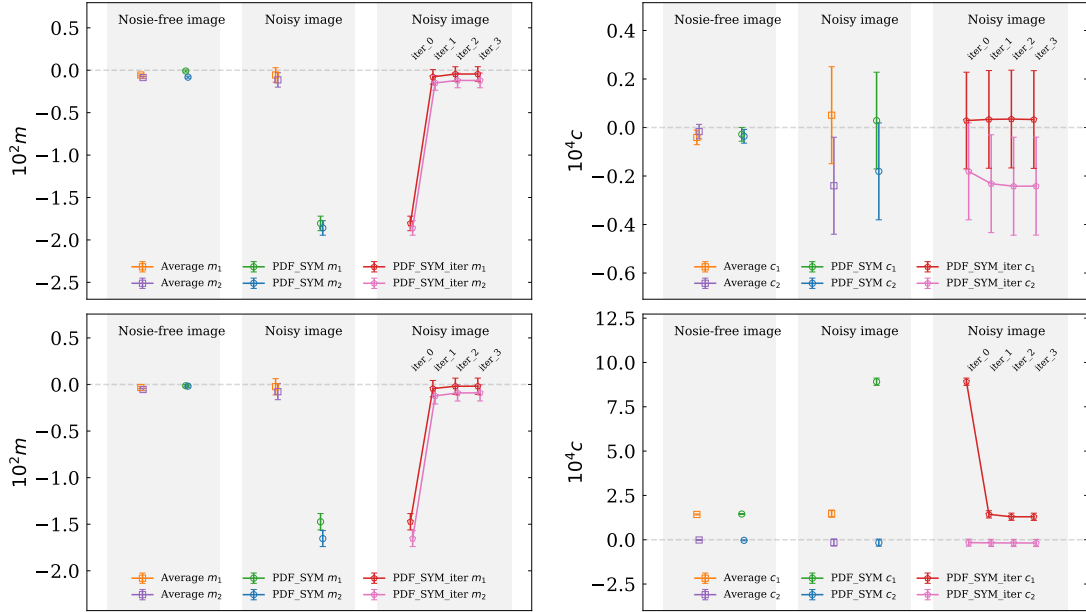 Nosie-free image Noisy image Noisy image
iter_0 iter_1 iter_2 iter_3
0.5
0.0
−0.5
−1.0
−1.5
−2.0
−2.5
10²m
Average m₁ PDF_SYM m₁ PDF_SYM_iter m₁
Average m₂ PDF_SYM m₂ PDF_SYM_iter m₂
Nosie-free image Noisy image Noisy image
iter_0 iter_1 iter_2 iter_3
0.4
0.2
0.0
−0.2
−0.4
−0.6
10⁴c
Average c₁ PDF_SYM c₁ PDF_SYM_iter c₁
Average c₂ PDF_SYM c₂ PDF_SYM_iter c₂
Nosie-free image Noisy image Noisy image
iter_0 iter_1 iter_2 iter_3
0.5
0.0
−0.5
−1.0
−1.5
−2.0
10²m
Average m₁ PDF_SYM m₁ PDF_SYM_iter m₁
Average m₂ PDF_SYM m₂ PDF_SYM_iter m₂
Nosie-free image Noisy image Noisy image
iter_0 iter_1 iter_2 iter_3
12.5
10.0
7.5
5.0
2.5
0.0
−2.5
10⁴c
Average c₁ PDF_SYM c₁ PDF_SYM_iter c₁
Average c₂ PDF_SYM c₂ PDF_SYM_iter c₂